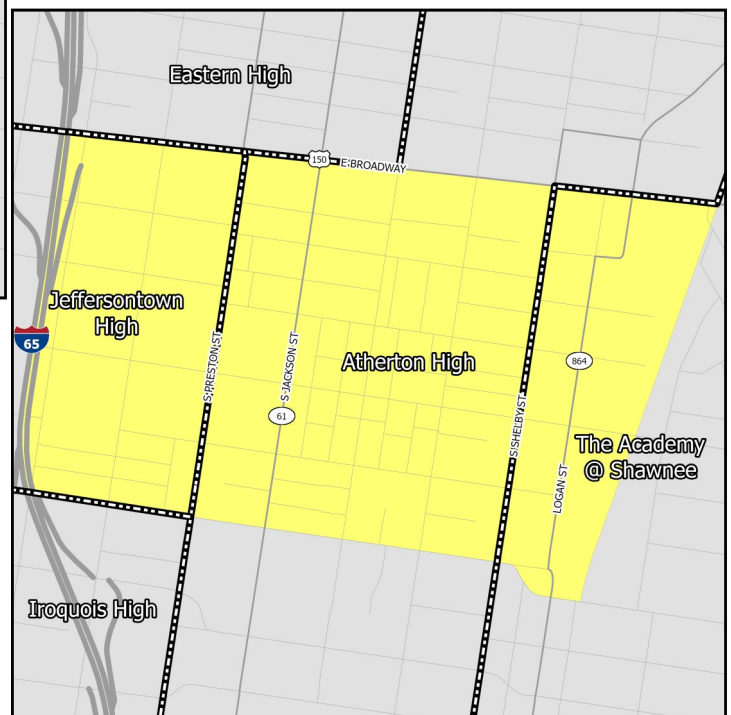 Eastern High
150
E BROADWAY
Jeffersontown
High
65
S PRESTON ST
S JACKSON ST
61
Atherton High
S SHELBY ST
864
LOGAN ST
The Academy
@ Shawnee
Iroquois High